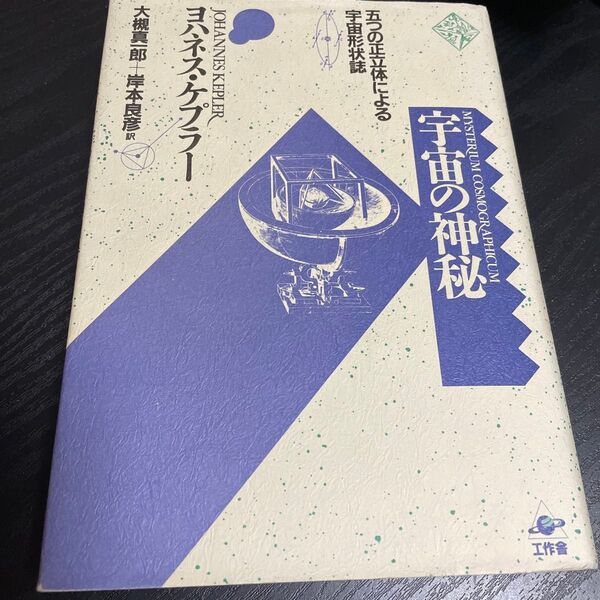 宇宙の神秘
MYSTERIUM COSMOGRAPHICUM
五つの正立体による
宇宙形状誌
JOHANNES KEPLER
ヨハネス・ケプラー
大槻真一郎+岸本良彦訳
工作舎